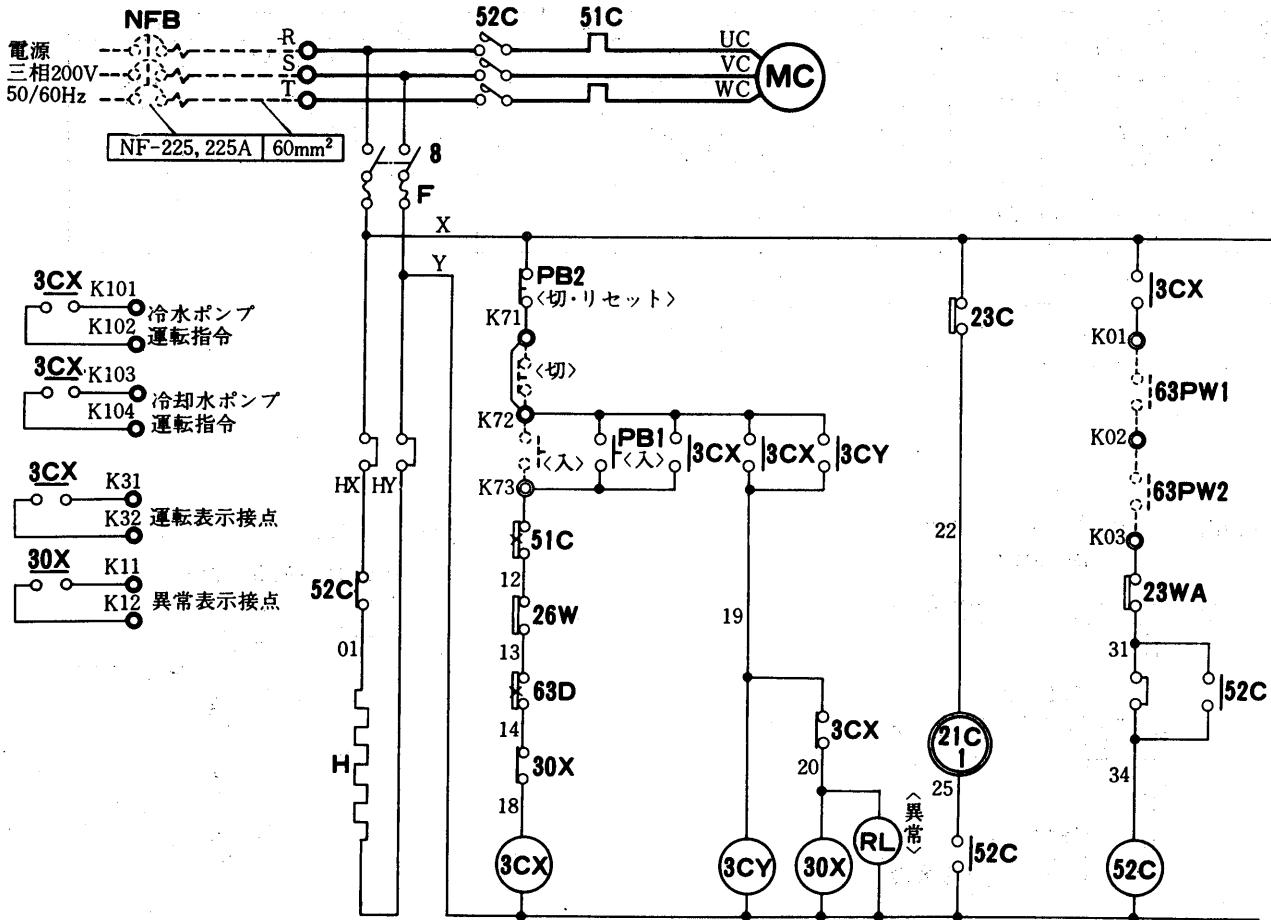 NFB
52C
51C
電源
三相200V
50/60Hz
R
S
T
UC
VC
WC
MC
NF-225, 225A
60mm²
8
F
X
Y
3CX
K101
K102
冷水ポンプ
運転指令
3CX
K103
K104
冷却水ポンプ
運転指令
3CX
K31
K32
運転表示接点
30X
K11
K12
異常表示接点
HX
HY
52C
01
H
PB2
〈切・リセット〉
K71
〈切〉
K72
〈入〉
PB1
〈入〉
3CX
3CX
3CY
K73
51C
12
26W
13
63D
14
30X
18
3CX
19
3CX
20
3CY
30X
RL
〈異常〉
23C
22
21C
1
25
52C
3CX
K01
63PW1
K02
63PW2
K03
23WA
31
52C
34
52C